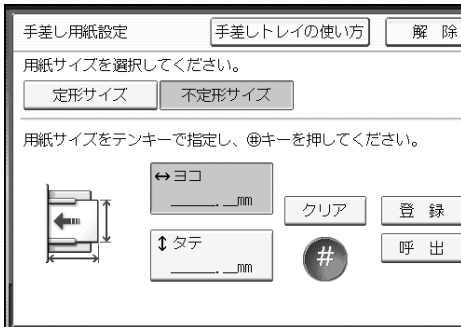 手差し用紙設定
手差しトレイの使い方
解 除
用紙サイズを選択してください。
定形サイズ
不定形サイズ
用紙サイズをテンキーで指定し、⊕キーを押してください。
↔ヨコ
_____.__mm
クリア
登 録
↕タテ
_____.__mm
#
呼 出